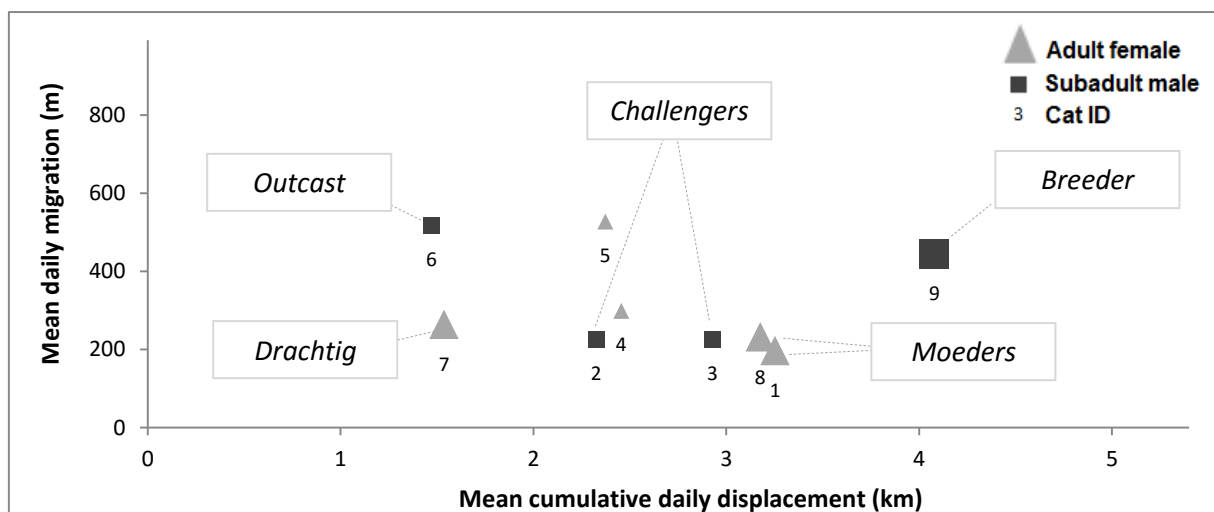 Adult female
Subadult male
3 Cat ID
Challengers
Outcast
Breeder
Drachtig
Moeders
Mean daily migration (m)
800
600
400
200
0
6
5
9
7
2
4
3
8
1
0 1 2 3 4 5
Mean cumulative daily displacement (km)